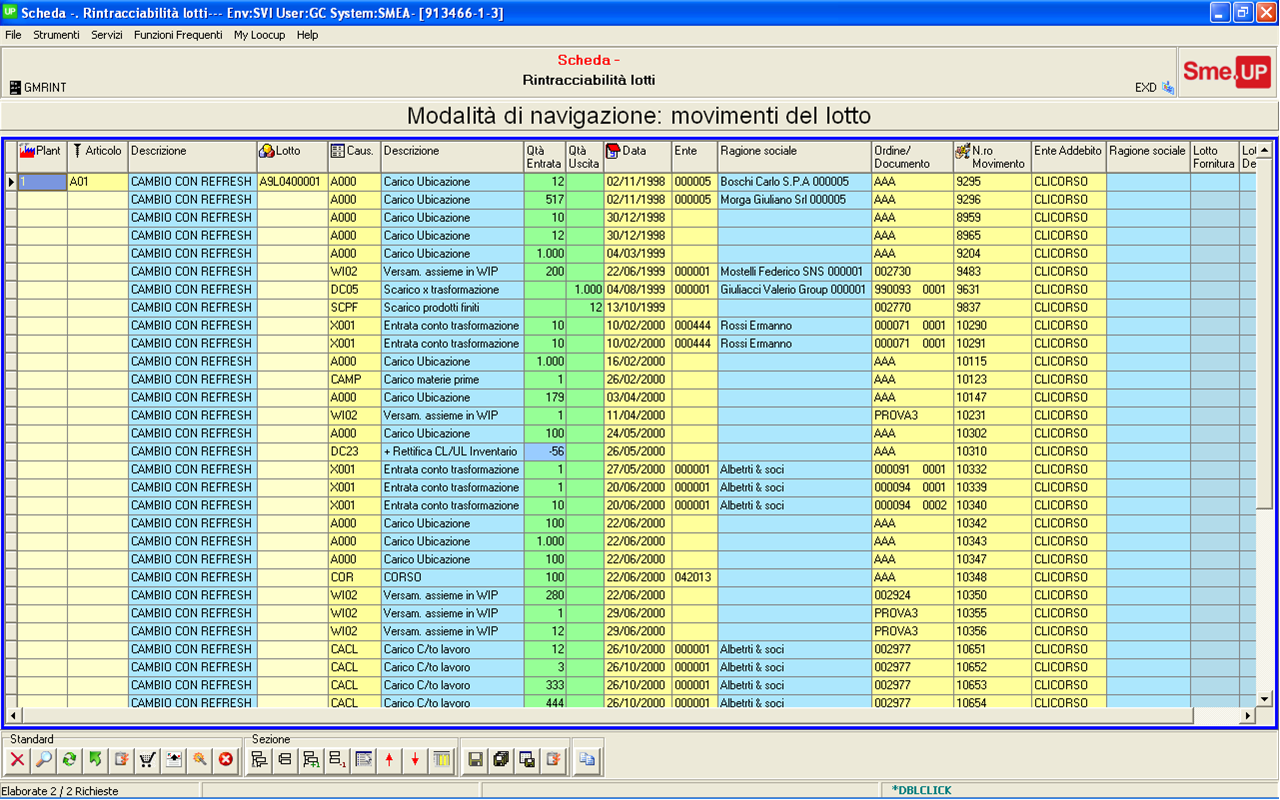 UP Scheda -. Rintracciabilità lotti--- Env:SVI User:GC System:SMEA- [913466-1-3]
File Strumenti Servizi Funzioni Frequenti My Loocup Help
Scheda -
Rintracciabilità lotti
GMRINT
EXD
Sme.UP
Modalità di navigazione: movimenti del lotto
Plant Articolo Descrizione Lotto Caus. Descrizione Qtà Entrata Qtà Uscita Data Ente Ragione sociale Ordine/ Documento N.ro Movimento Ente Addebito Ragione sociale Lotto Fornitura Lot De
1 A01 CAMBIO CON REFRESH A9L0400001 A000 Carico Ubicazione 12 02/11/1998 000005 Boschi Carlo S.P.A 000005 AAA 9295 CLICORSO
CAMBIO CON REFRESH A000 Carico Ubicazione 517 02/11/1998 000005 Morga Giuliano Srl 000005 AAA 9296 CLICORSO
CAMBIO CON REFRESH A000 Carico Ubicazione 10 30/12/1998 AAA 8959 CLICORSO
CAMBIO CON REFRESH A000 Carico Ubicazione 12 30/12/1998 AAA 8965 CLICORSO
CAMBIO CON REFRESH A000 Carico Ubicazione 1.000 04/03/1999 AAA 9204 CLICORSO
CAMBIO CON REFRESH WI02 Versam. assieme in WIP 200 22/06/1999 000001 Mostelli Federico SNS 000001 002730 9483 CLICORSO
CAMBIO CON REFRESH DC05 Scarico x trasformazione 1.000 04/08/1999 000001 Giuliacci Valerio Group 000001 990093 0001 9631 CLICORSO
CAMBIO CON REFRESH SCPF Scarico prodotti finiti 12 13/10/1999 002770 9837 CLICORSO
CAMBIO CON REFRESH X001 Entrata conto trasformazione 10 10/02/2000 000444 Rossi Ermanno 000071 0001 10290 CLICORSO
CAMBIO CON REFRESH X001 Entrata conto trasformazione 10 10/02/2000 000444 Rossi Ermanno 000071 0001 10291 CLICORSO
CAMBIO CON REFRESH A000 Carico Ubicazione 1.000 16/02/2000 AAA 10115 CLICORSO
CAMBIO CON REFRESH CAMP Carico materie prime 1 26/02/2000 AAA 10123 CLICORSO
CAMBIO CON REFRESH A000 Carico Ubicazione 179 03/04/2000 AAA 10147 CLICORSO
CAMBIO CON REFRESH WI02 Versam. assieme in WIP 1 11/04/2000 PROVA3 10231 CLICORSO
CAMBIO CON REFRESH A000 Carico Ubicazione 100 24/05/2000 AAA 10302 CLICORSO
CAMBIO CON REFRESH DC23 + Rettifica CL/UL Inventario -56 26/05/2000 AAA 10310 CLICORSO
CAMBIO CON REFRESH X001 Entrata conto trasformazione 1 27/05/2000 000001 Albetrti & soci 000091 0001 10332 CLICORSO
CAMBIO CON REFRESH X001 Entrata conto trasformazione 1 20/06/2000 000001 Albetrti & soci 000094 0001 10339 CLICORSO
CAMBIO CON REFRESH X001 Entrata conto trasformazione 10 20/06/2000 000001 Albetrti & soci 000094 0002 10340 CLICORSO
CAMBIO CON REFRESH A000 Carico Ubicazione 100 22/06/2000 AAA 10342 CLICORSO
CAMBIO CON REFRESH A000 Carico Ubicazione 1.000 22/06/2000 AAA 10343 CLICORSO
CAMBIO CON REFRESH A000 Carico Ubicazione 100 22/06/2000 AAA 10347 CLICORSO
CAMBIO CON REFRESH COR CORSO 100 22/06/2000 042013 AAA 10348 CLICORSO
CAMBIO CON REFRESH WI02 Versam. assieme in WIP 280 22/06/2000 002924 10350 CLICORSO
CAMBIO CON REFRESH WI02 Versam. assieme in WIP 1 29/06/2000 PROVA3 10355 CLICORSO
CAMBIO CON REFRESH WI02 Versam. assieme in WIP 12 29/06/2000 PROVA3 10356 CLICORSO
CAMBIO CON REFRESH CACL Carico C/to lavoro 12 26/10/2000 000001 Albetrti & soci 002977 10651 CLICORSO
CAMBIO CON REFRESH CACL Carico C/to lavoro 3 26/10/2000 000001 Albetrti & soci 002977 10652 CLICORSO
CAMBIO CON REFRESH CACL Carico C/to lavoro 333 26/10/2000 000001 Albetrti & soci 002977 10653 CLICORSO
CAMBIO CON REFRESH CACL Carico C/to lavoro 444 26/10/2000 000001 Albetrti & soci 002977 10654 CLICORSO
Standard Sezione
Elaborate 2 / 2 Richieste *DBLCLICK